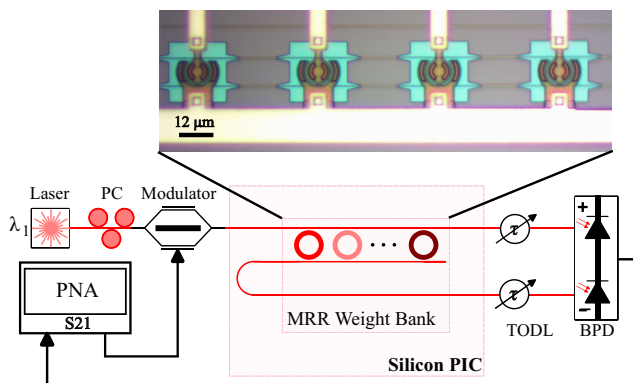 12 μm
Laser
PC
Modulator
λ1
τ
+
PNA
S21
MRR Weight Bank
τ
−
TODL
BPD
Silicon PIC